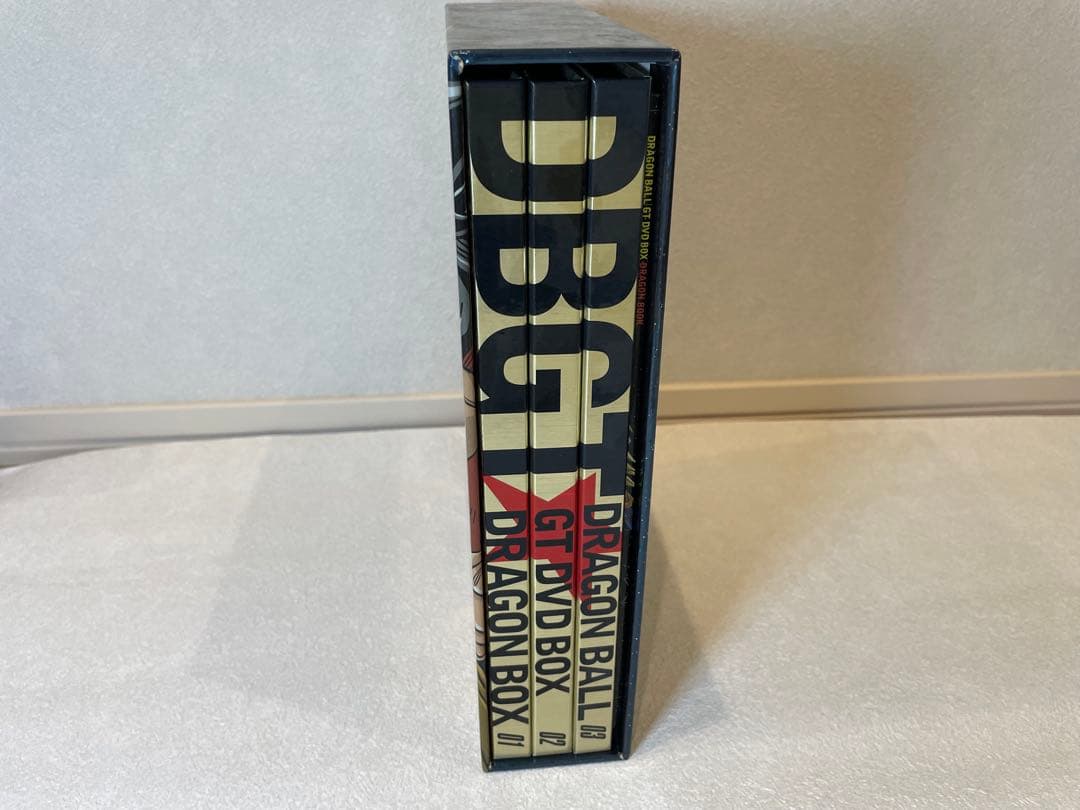 DBGT
DRAGON BALL
GT DVD BOX
DRAGON BOX
01
02
03
DRAGON BALL GT DVD BOX DRAGON BOOK